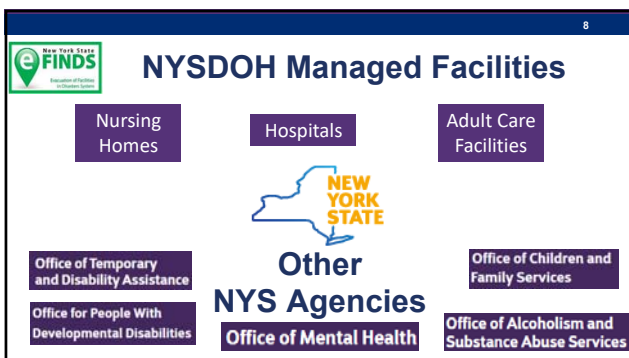 8
New York State
eFINDS
Evacuation of Facilities
in Disasters System
NYSDOH Managed Facilities
Nursing
Homes
Hospitals
Adult Care
Facilities
NEW
YORK
STATE
Office of Temporary
and Disability Assistance
Other
NYS Agencies
Office of Children and
Family Services
Office for People With
Developmental Disabilities
Office of Mental Health
Office of Alcoholism and
Substance Abuse Services